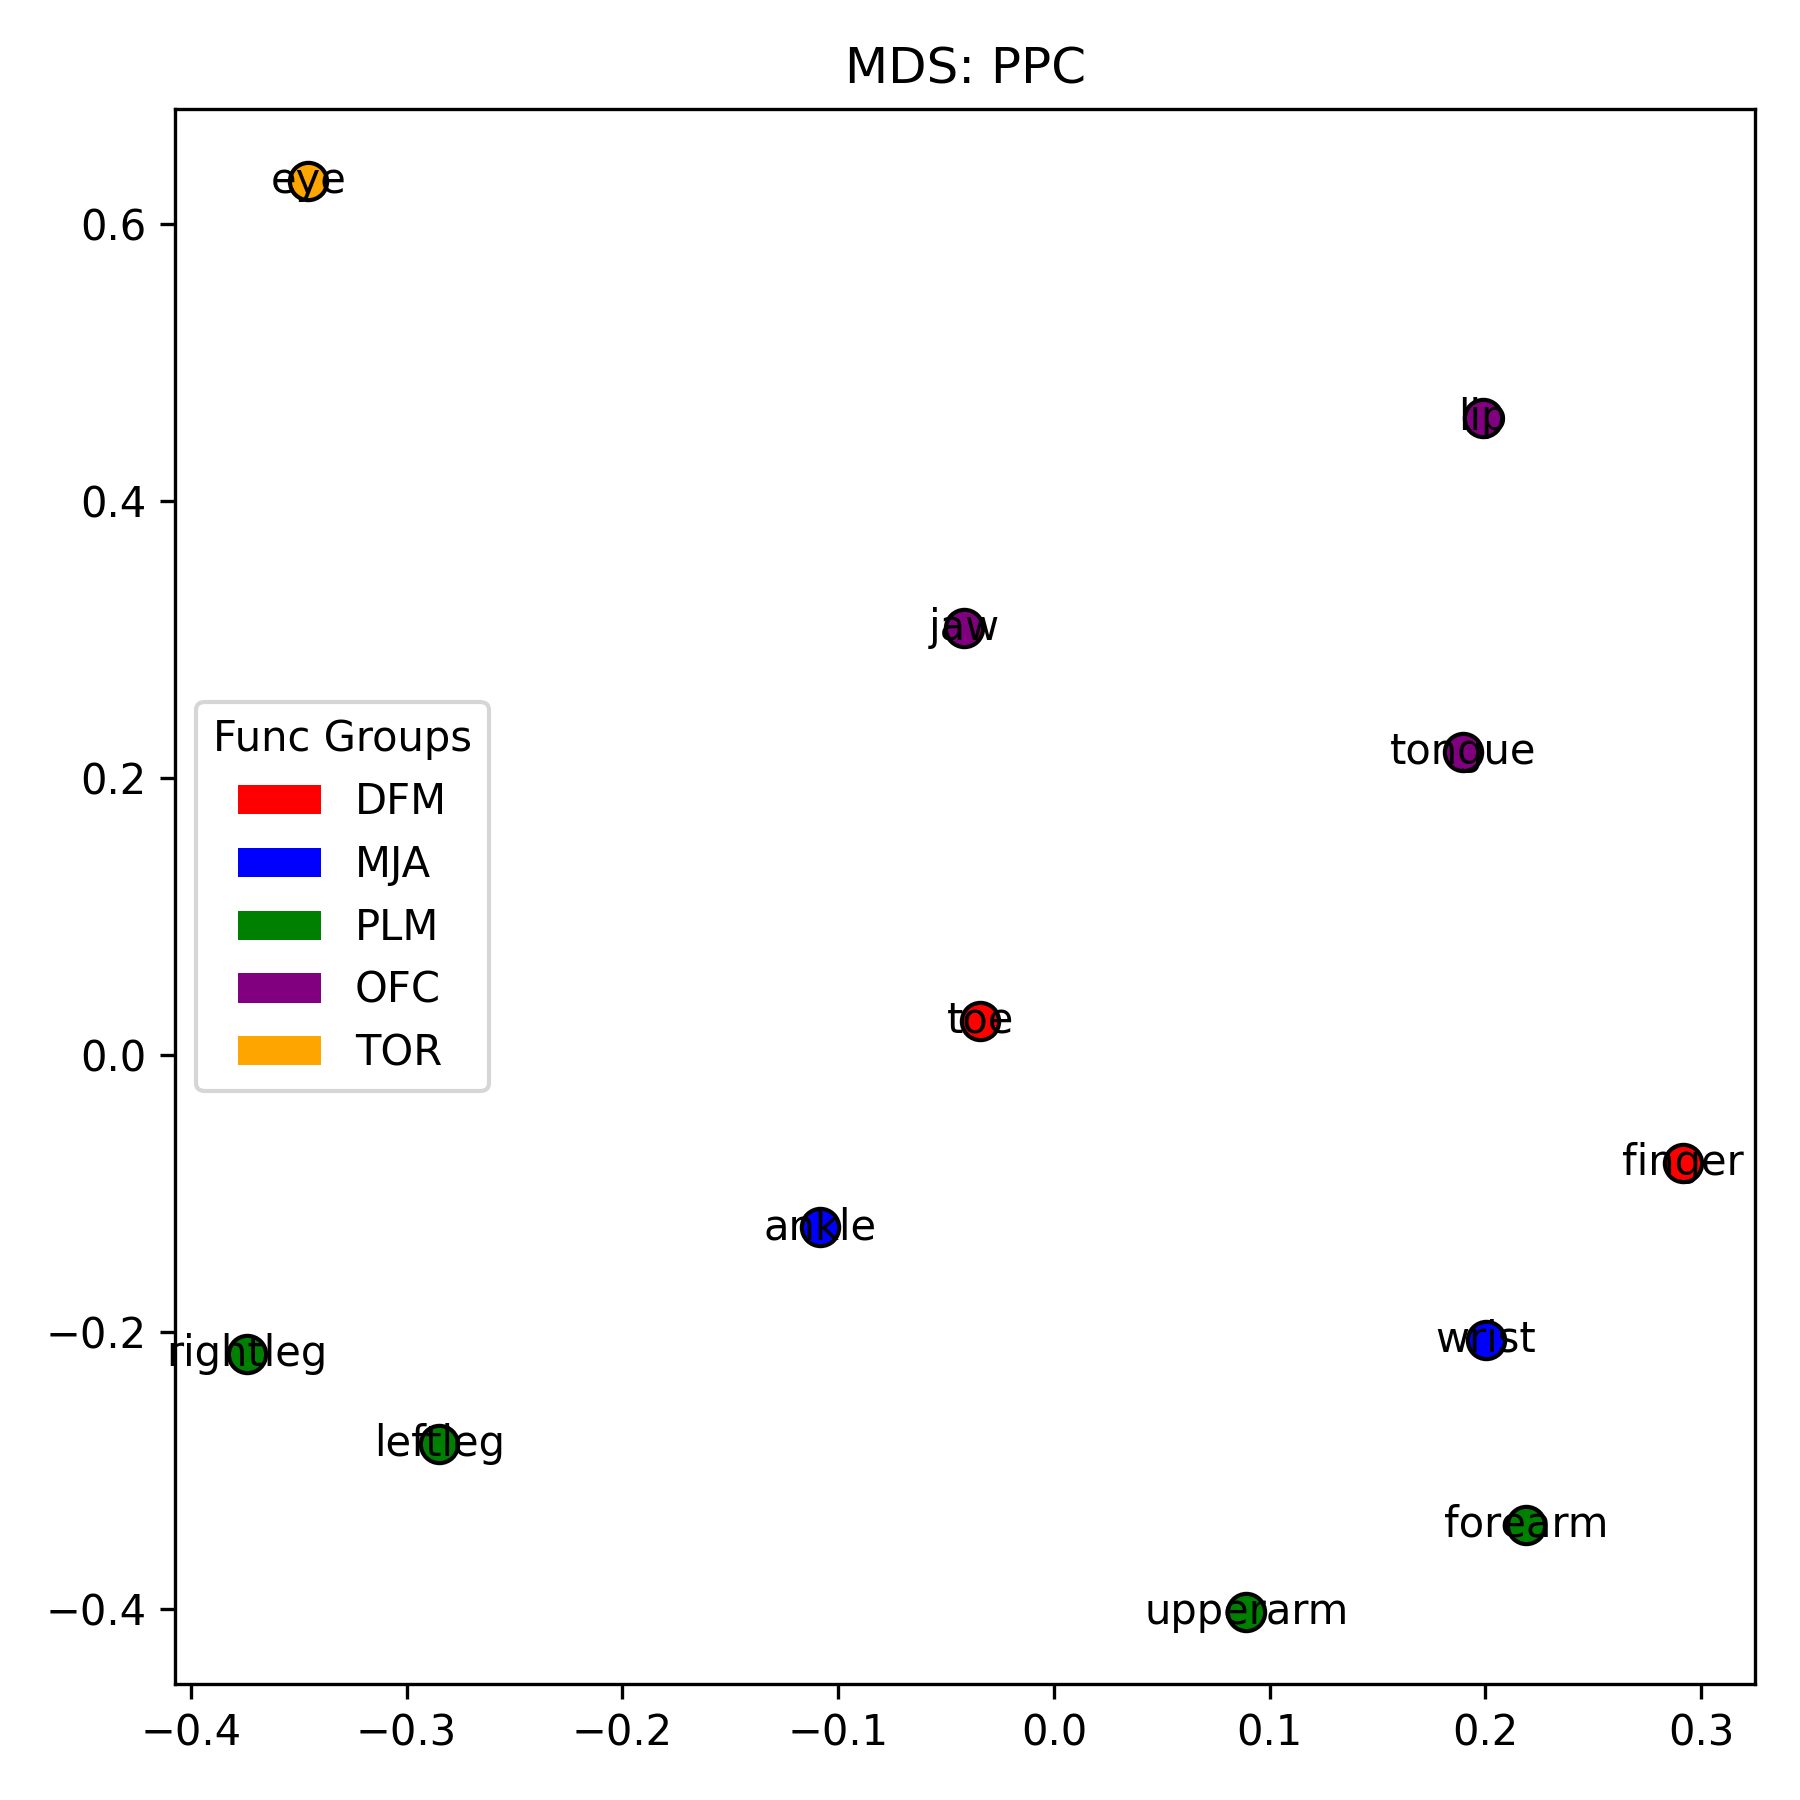 MDS: PPC
eye
0.6
lip
0.4
jaw
tongue
0.2
Func Groups
DFM
MJA
PLM
OFC
TOR
toe
0.0
finger
ankle
−0.2
wrist
rightleg
leftleg
forearm
−0.4
upperarm
−0.4 −0.3 −0.2 −0.1 0.0 0.1 0.2 0.3